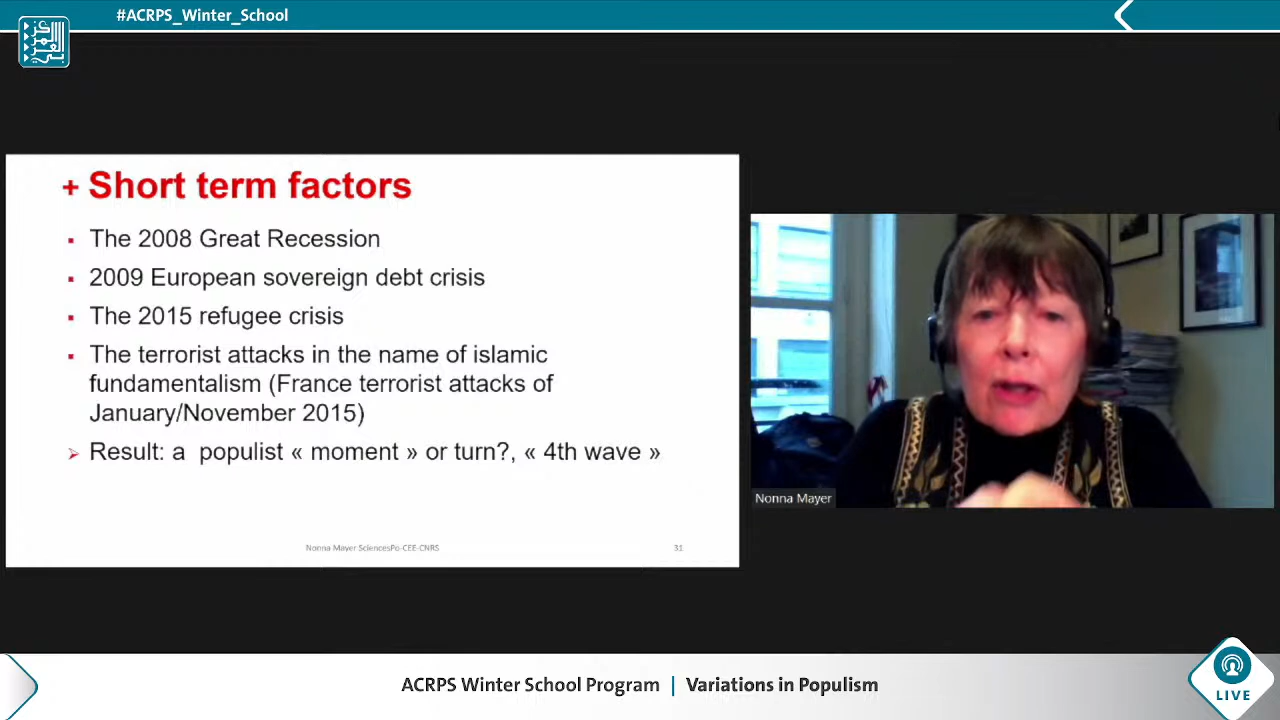 #ACRPS_Winter_School
+ Short term factors
▪ The 2008 Great Recession
▪ 2009 European sovereign debt crisis
▪ The 2015 refugee crisis
▪ The terrorist attacks in the name of islamic
fundamentalism (France terrorist attacks of
January/November 2015)
➢ Result: a populist « moment » or turn?, « 4th wave »
Nonna Mayer SciencesPo-CEE-CNRS 31
Nonna Mayer
ACRPS Winter School Program | Variations in Populism
LIVE